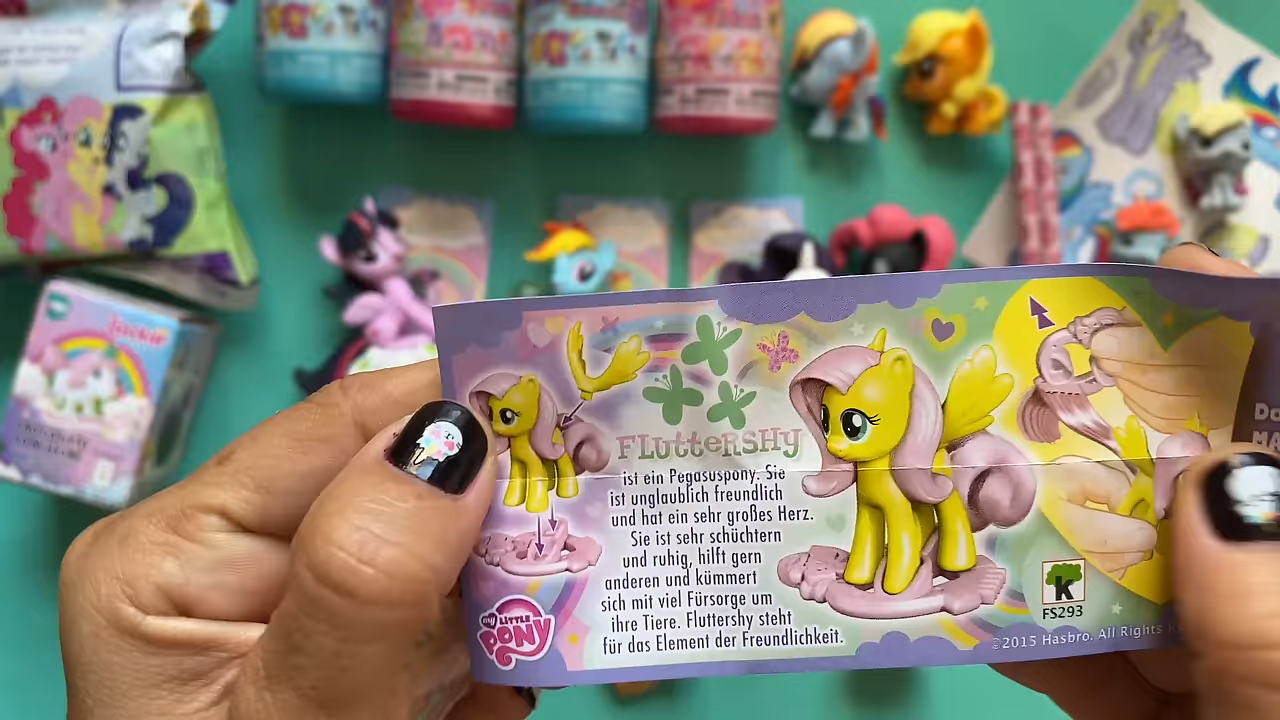 Jackie
FLUTTERSHY
ist ein Pegasuspony. Sie
ist unglaublich freundlich
und hat ein sehr großes Herz.
Sie ist sehr schüchtern
und ruhig, hilft gern
anderen und kümmert
sich mit viel Fürsorge um
ihre Tiere. Fluttershy steht
für das Element der Freundlichkeit.
my LITTLE
PONY
k
FS293
©2015 Hasbro. All Rights